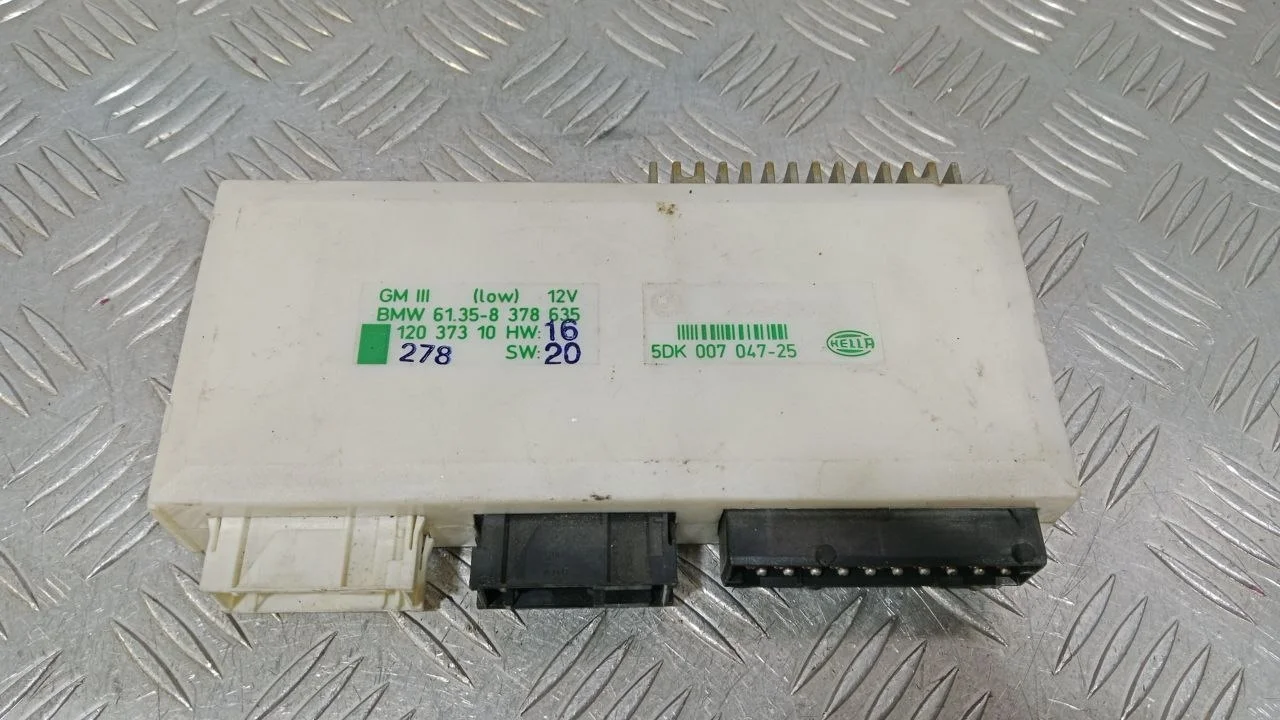 GM III (low) 12V
BMW 61.35-8 378 635
120 373 10 HW: 16
278 SW: 20
5DK 007 047-25
HELLA